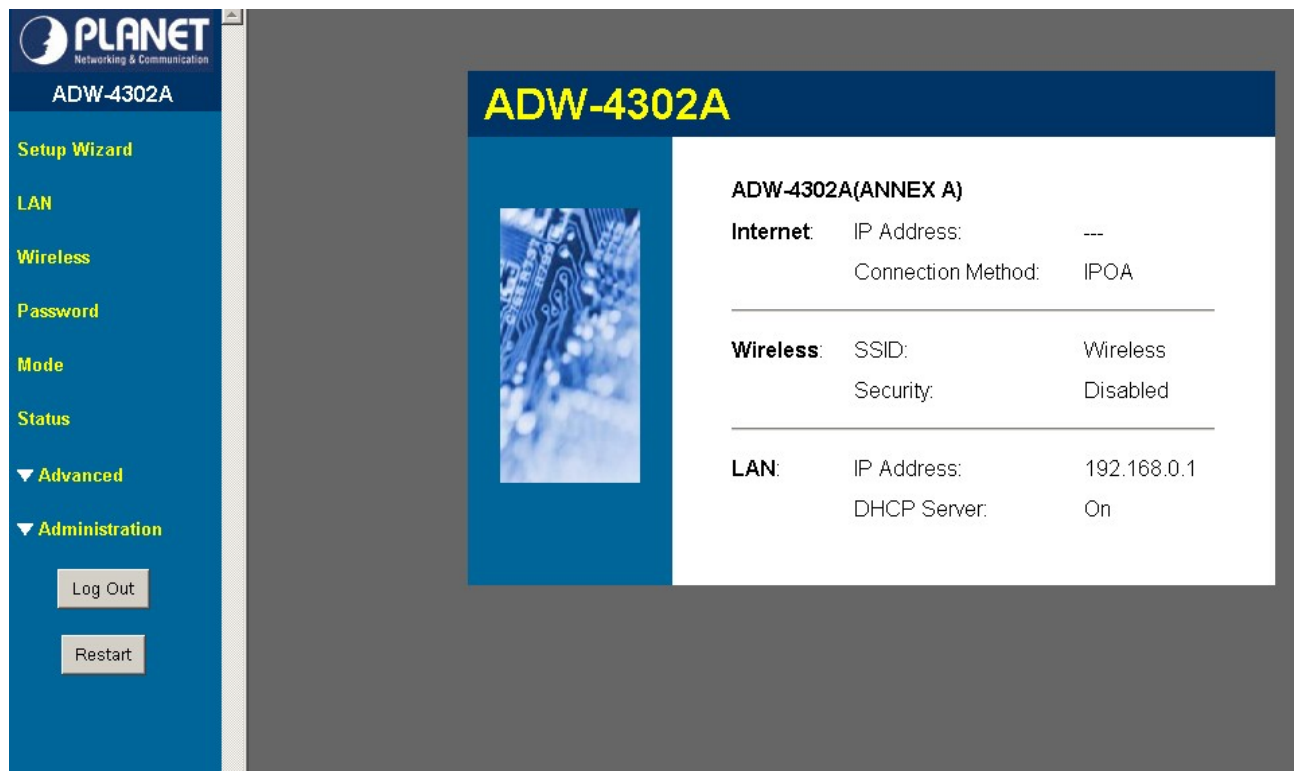 PLANET
Networking & Communication
ADW-4302A
Setup Wizard
LAN
Wireless
Password
Mode
Status
Advanced
Administration
Log Out
Restart
ADW-4302A
ADW-4302A(ANNEX A)
Internet: IP Address: ---
Connection Method: IPOA
Wireless: SSID: Wireless
Security: Disabled
LAN: IP Address: 192.168.0.1
DHCP Server: On